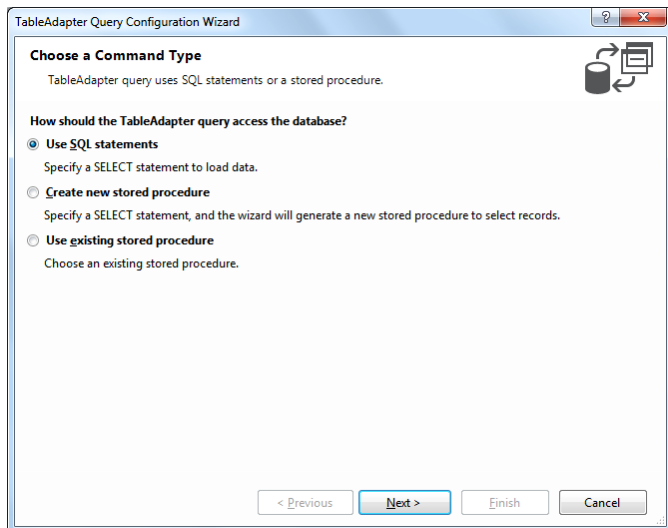 TableAdapter Query Configuration Wizard
?
X
Choose a Command Type
TableAdapter query uses SQL statements or a stored procedure.
How should the TableAdapter query access the database?
Use SQL statements
Specify a SELECT statement to load data.
Create new stored procedure
Specify a SELECT statement, and the wizard will generate a new stored procedure to select records.
Use existing stored procedure
Choose an existing stored procedure.
< Previous Next > Finish Cancel